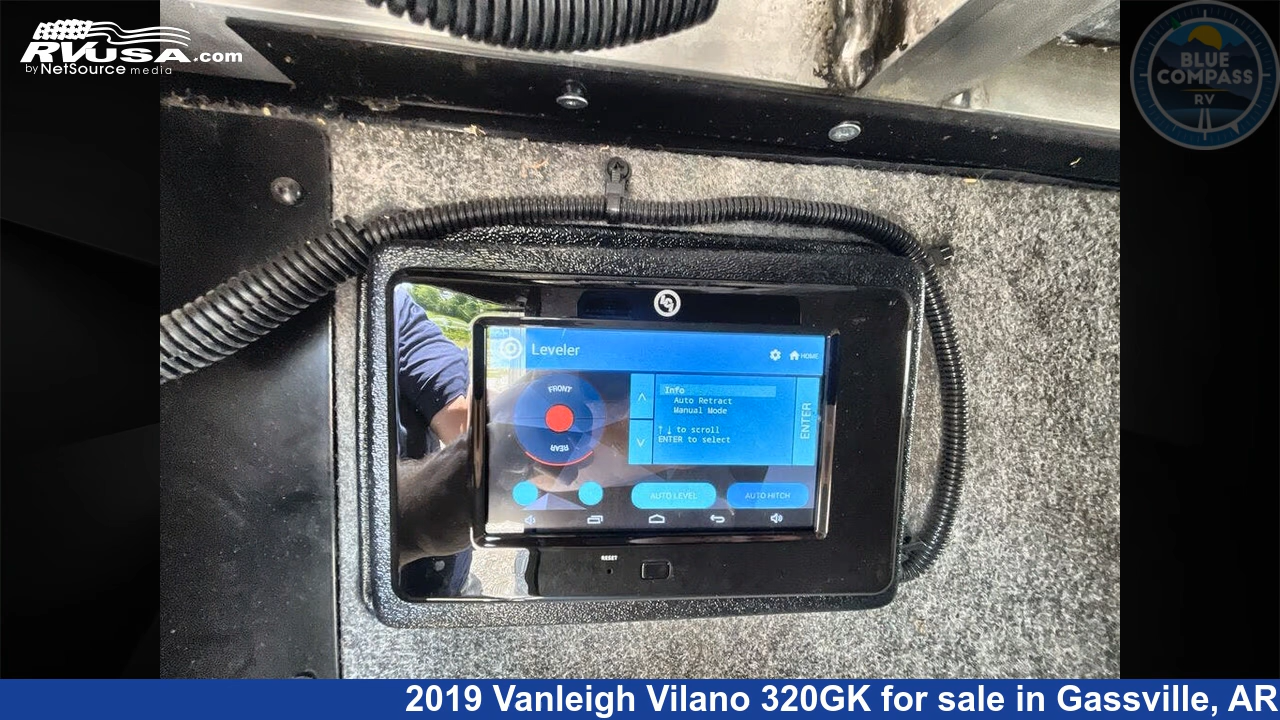 RVUSA.com
by NetSource media
BLUE
COMPASS
RV
Leveler
HOME
FRONT
REAR
Info
Auto Retract
Manual Mode
↑ ↓ to scroll
ENTER to select
ENTER
AUTO LEVEL
AUTO HITCH
RESET
2019 Vanleigh Vilano 320GK for sale in Gassville, AR